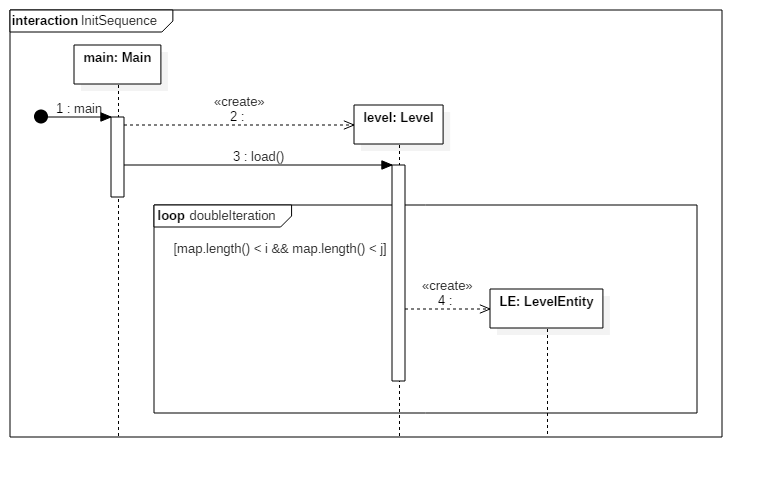 interaction InitSequence
main: Main
1 : main
«create»
2 :
level: Level
3 : load()
loop doubleIteration
[map.length() < i && map.length() < j]
«create»
4 :
LE: LevelEntity